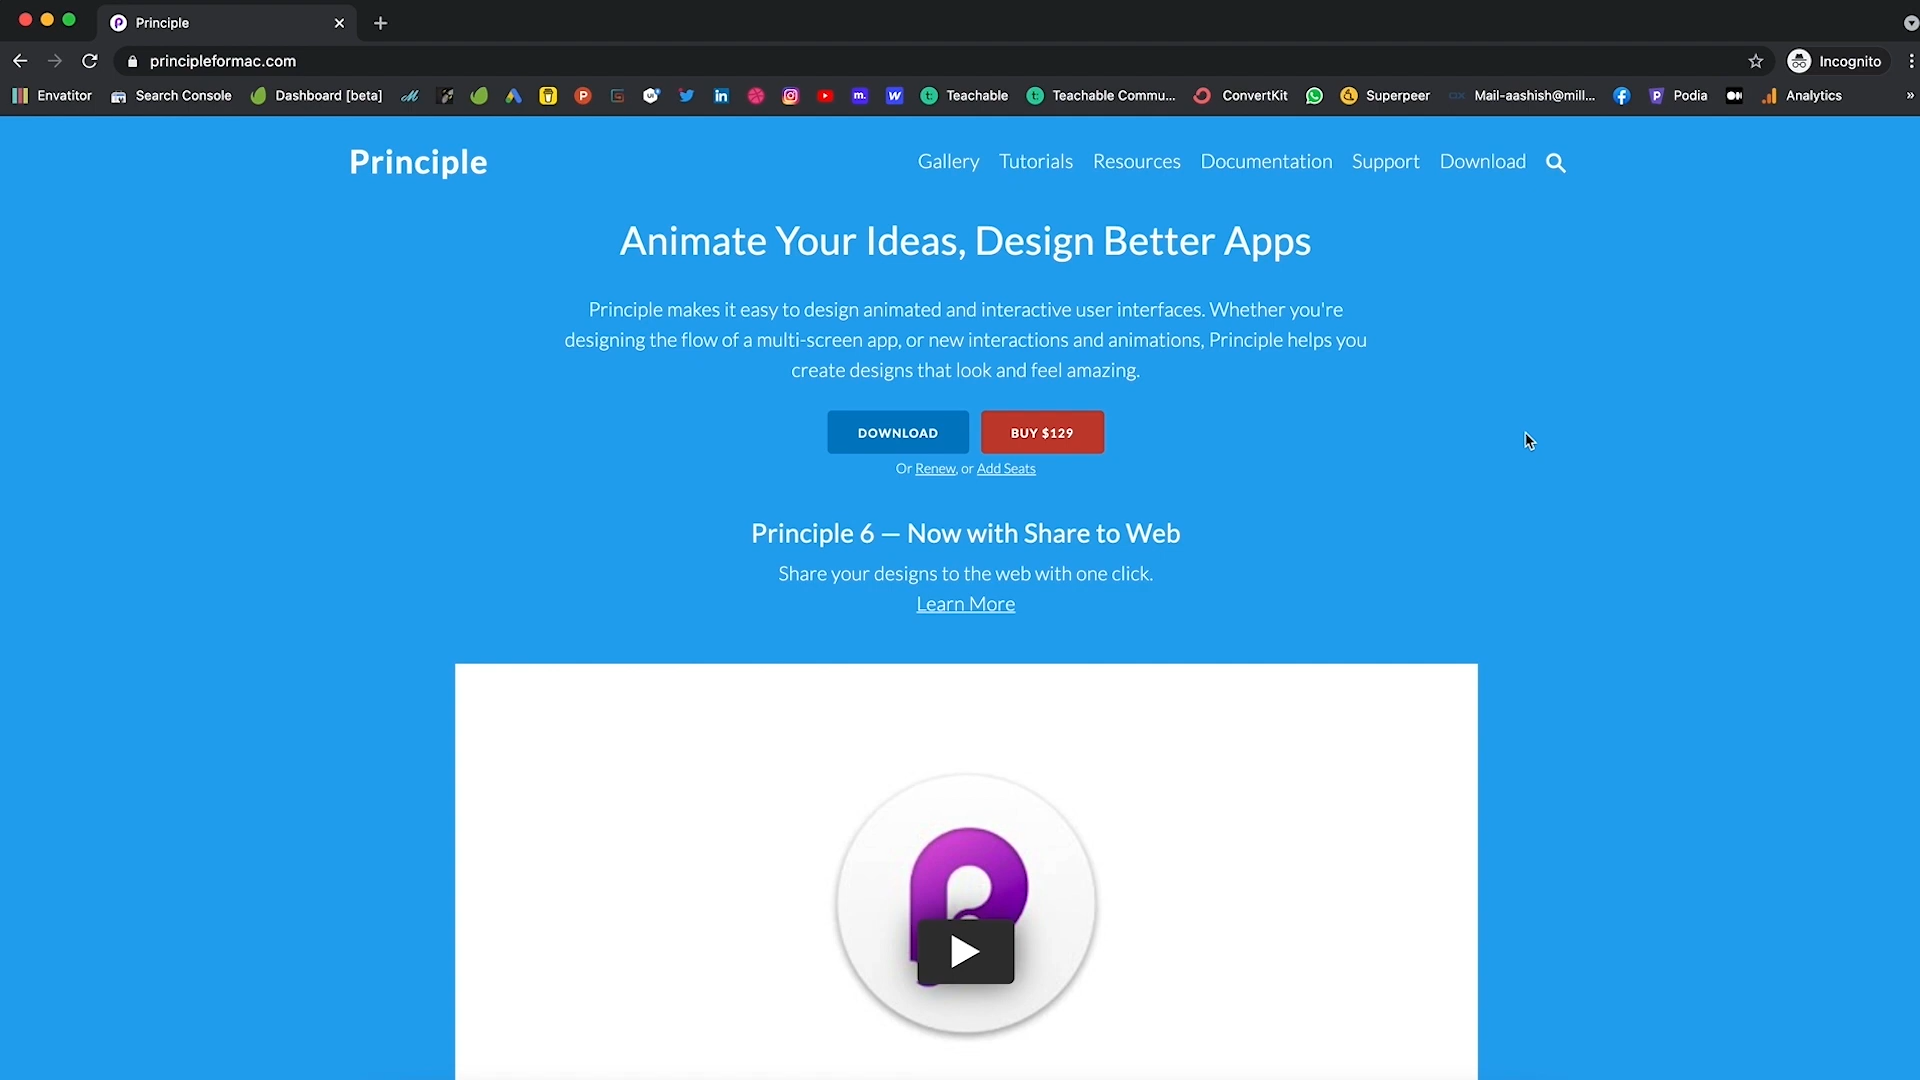 Principle
principleformac.com
Incognito
Envatitor
Search Console
Dashboard [beta]
Teachable
Teachable Commu...
ConvertKit
Superpeer
Mail-aashish@mill...
Podia
Analytics
»
Principle
Gallery
Tutorials
Resources
Documentation
Support
Download
Animate Your Ideas, Design Better Apps
Principle makes it easy to design animated and interactive user interfaces. Whether you're
designing the flow of a multi-screen app, or new interactions and animations, Principle helps you
create designs that look and feel amazing.
DOWNLOAD
BUY $129
Or Renew, or Add Seats
Principle 6 — Now with Share to Web
Share your designs to the web with one click.
Learn More